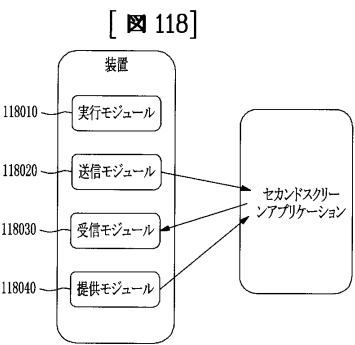 [図 118]
装置
118010
実行モジュール
118020
送信モジュール
118030
受信モジュール
118040
提供モジュール
セカンドスクリー
ンアプリケーション